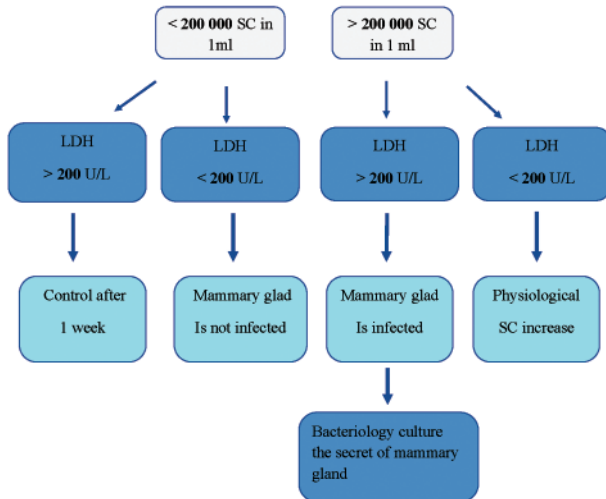 < 200 000 SC in
1ml
> 200 000 SC
in 1 ml
LDH
> 200 U/L
LDH
< 200 U/L
LDH
> 200 U/L
LDH
< 200 U/L
Control after
1 week
Mammary glad
Is not infected
Mammary glad
Is infected
Physiological
SC increase
Bacteriology culture
the secret of mammary
gland